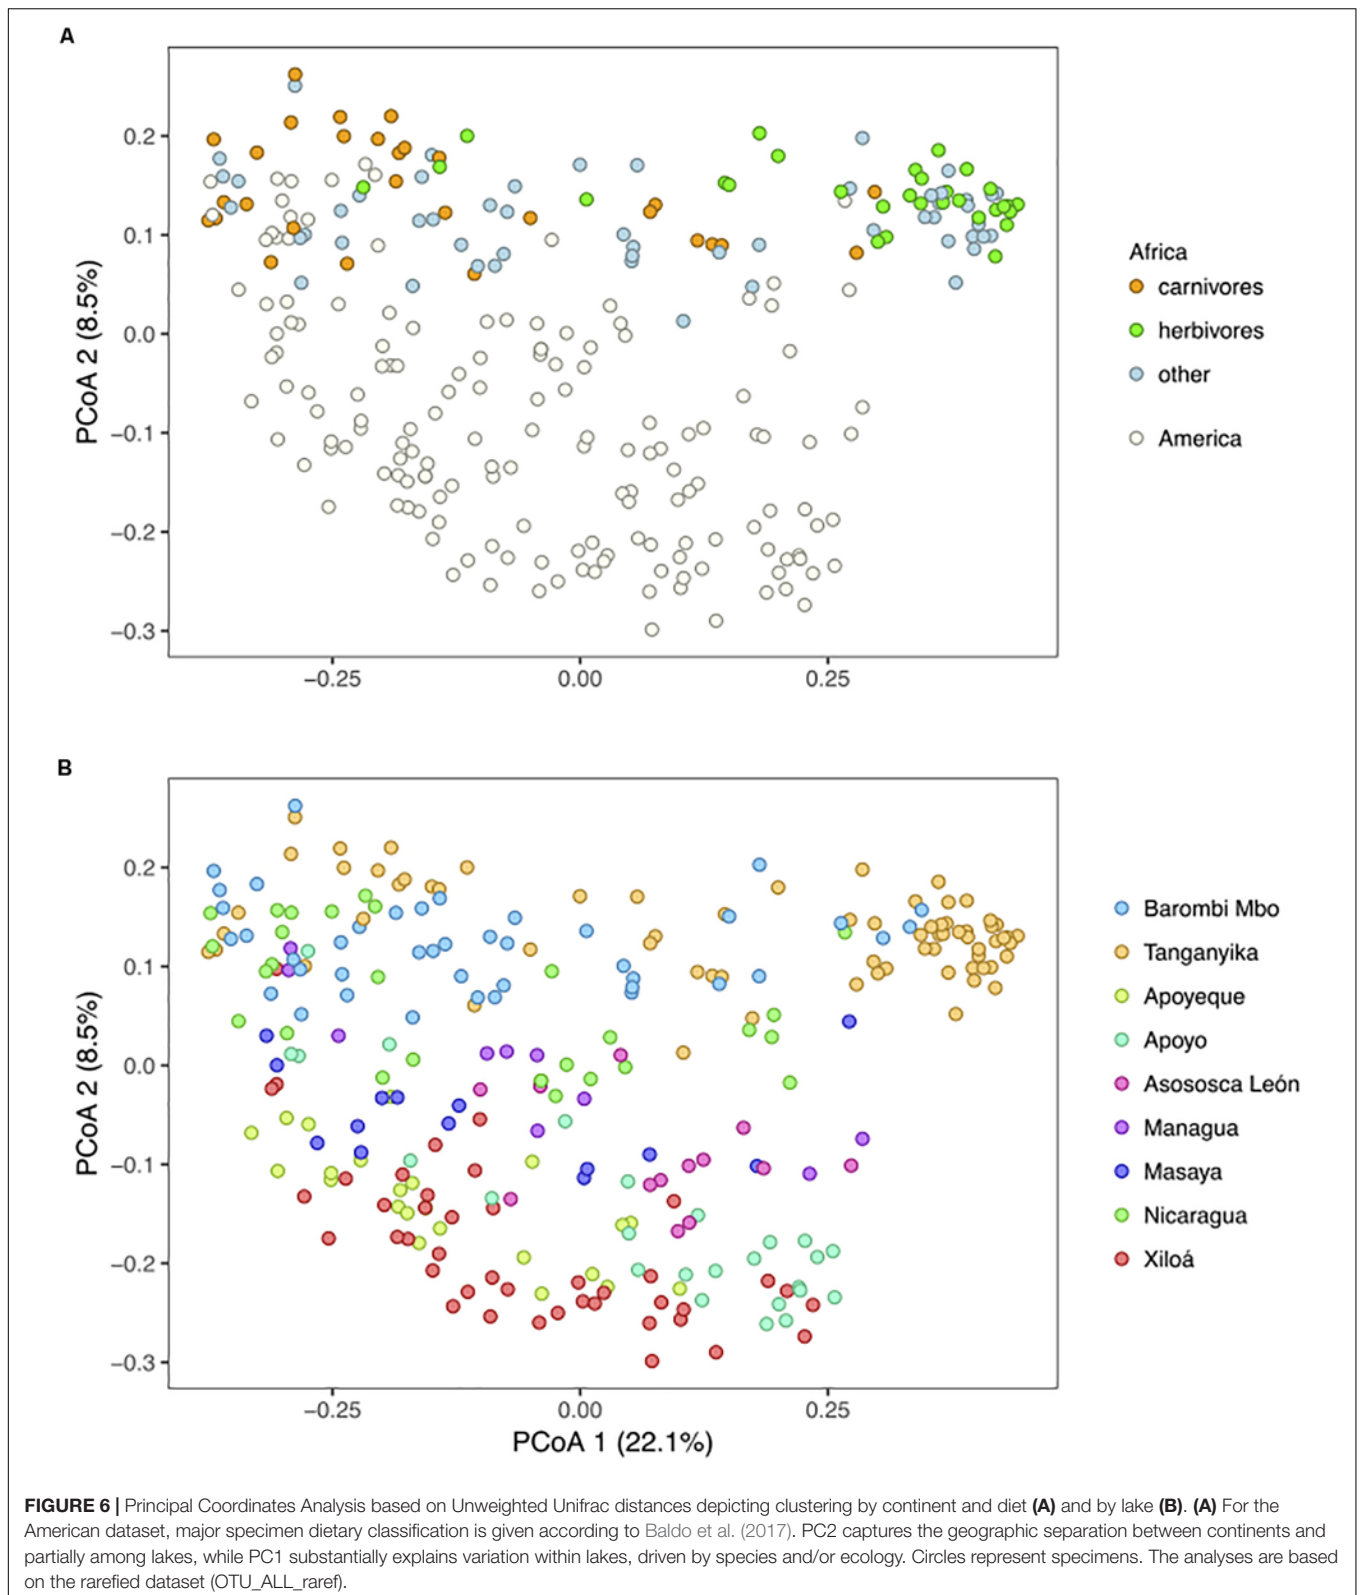 A
0.2
0.1
0.0
−0.1
−0.2
−0.3
PCoA 2 (8.5%)
−0.25
0.00
0.25
Africa
carnivores
herbivores
other
America
B
0.2
0.1
0.0
−0.1
−0.2
−0.3
PCoA 2 (8.5%)
−0.25
0.00
0.25
PCoA 1 (22.1%)
Barombi Mbo
Tanganyika
Apoyeque
Apoyo
Asososca León
Managua
Masaya
Nicaragua
Xiloá
FIGURE 6 | Principal Coordinates Analysis based on Unweighted Unifrac distances depicting clustering by continent and diet (A) and by lake (B). (A) For the
American dataset, major specimen dietary classification is given according to Baldo et al. (2017). PC2 captures the geographic separation between continents and
partially among lakes, while PC1 substantially explains variation within lakes, driven by species and/or ecology. Circles represent specimens. The analyses are based
on the rarefied dataset (OTU_ALL_raref).